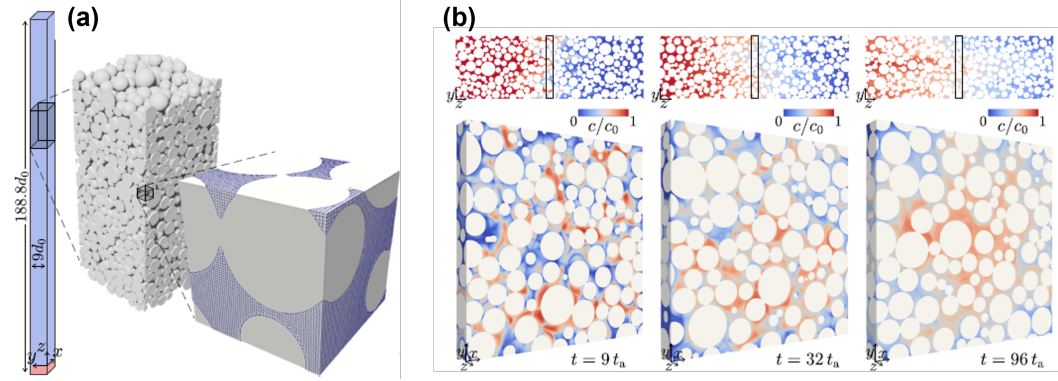 (a)
188.8d₀
9d₀
y z x
(b)
y
z
y
z
y
z
0 c/c₀ 1
0 c/c₀ 1
0 c/c₀ 1
y x
z
t = 9 tₐ
y x
z
t = 32 tₐ
y x
z
t = 96 tₐ